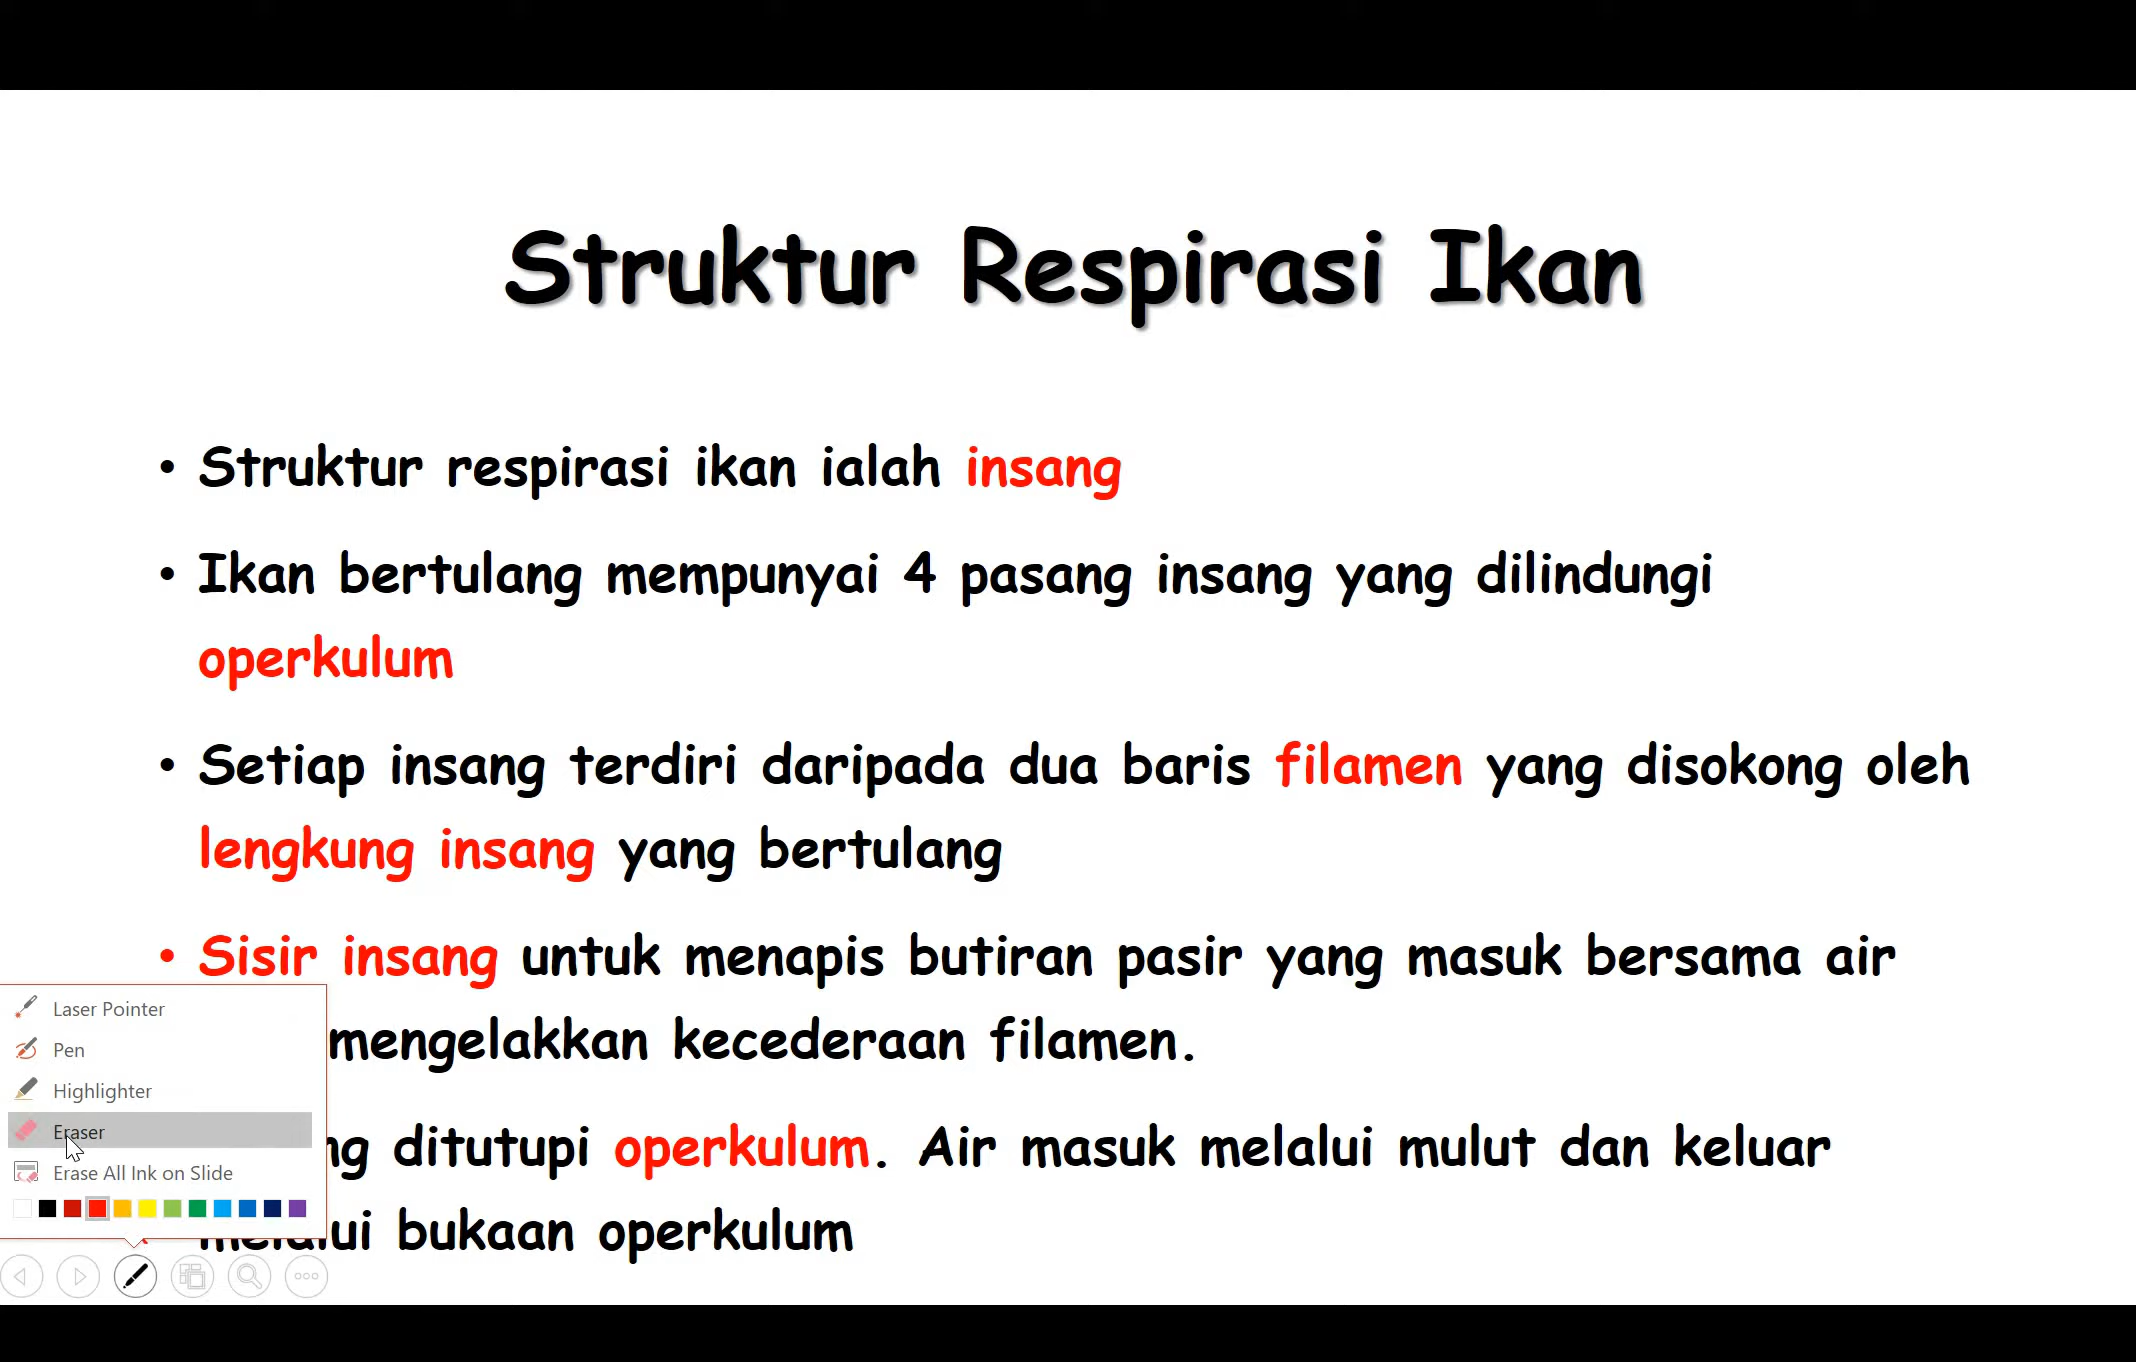 Struktur Respirasi Ikan
• Struktur respirasi ikan ialah insang
• Ikan bertulang mempunyai 4 pasang insang yang dilindungi
operkulum
• Setiap insang terdiri daripada dua baris filamen yang disokong oleh
lengkung insang yang bertulang
• Sisir insang untuk menapis butiran pasir yang masuk bersama air
mengelakkan kecederaan filamen.
ditutupi operkulum. Air masuk melalui mulut dan keluar
melalui bukaan operkulum
Laser Pointer
Pen
Highlighter
Eraser
Erase All Ink on Slide